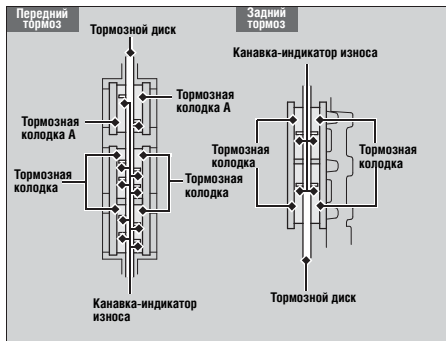 Передний
тормоз
Тормозной диск
Тормозная
колодка А
Тормозная
колодка А
Тормозная
колодка
Тормозная
колодка
Канавка-индикатор
износа
Задний
тормоз
Канавка-индикатор износа
Тормозная
колодка
Тормозная
колодка
Тормозной диск